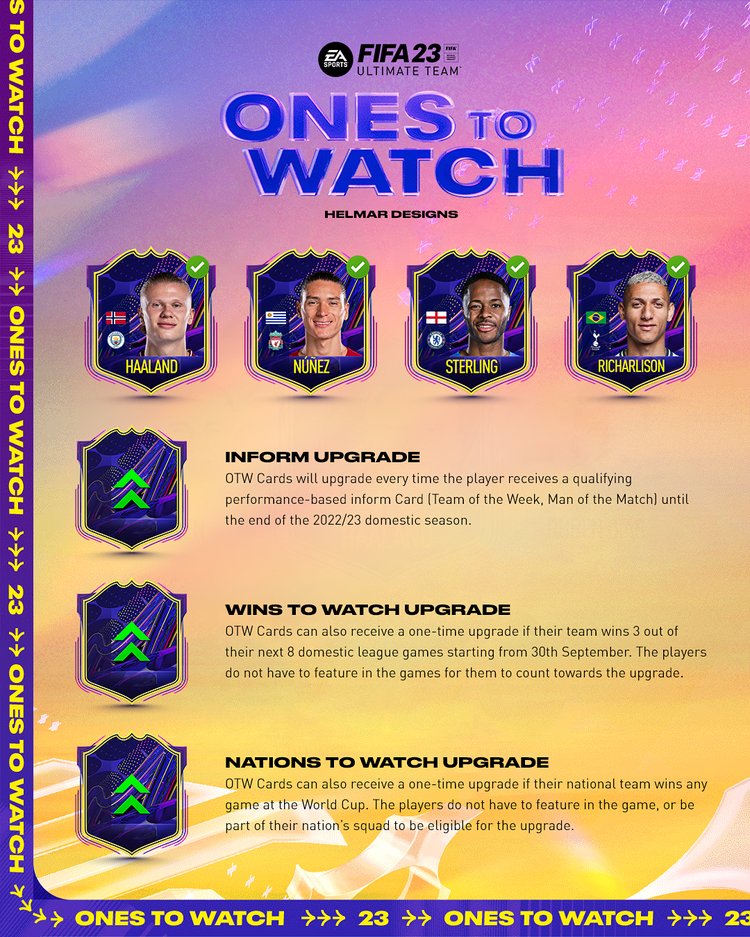 EA SPORTS FIFA 23 FIFA
ULTIMATE TEAM™
ONES TO
WATCH
HELMAR DESIGNS
HAALAND
NÚÑEZ
STERLING
RICHARLISON
INFORM UPGRADE
OTW Cards will upgrade every time the player receives a qualifying
performance-based inform Card (Team of the Week, Man of the Match) until
the end of the 2022/23 domestic season.
WINS TO WATCH UPGRADE
OTW Cards can also receive a one-time upgrade if their team wins 3 out of
their next 8 domestic league games starting from 30th September. The players
do not have to feature in the games for them to count towards the upgrade.
NATIONS TO WATCH UPGRADE
OTW Cards can also receive a one-time upgrade if their national team wins any
game at the World Cup. The players do not have to feature in the game, or be
part of their nation's squad to be eligible for the upgrade.
S TO WATCH >>> 23 >> ONES TO WATCH >>> 23 >> ONES TO WATCH
>>> ONES TO WATCH >>> 23 >> ONES TO WATCH >>> 23